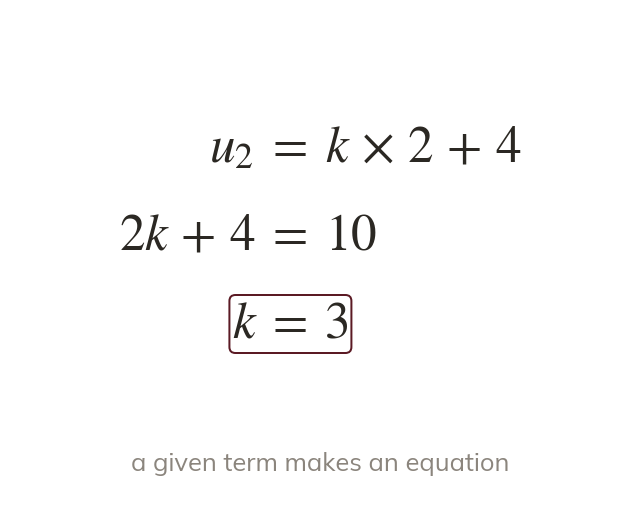 u₂ = k × 2 + 4
2k + 4 = 10
k = 3
a given term makes an equation